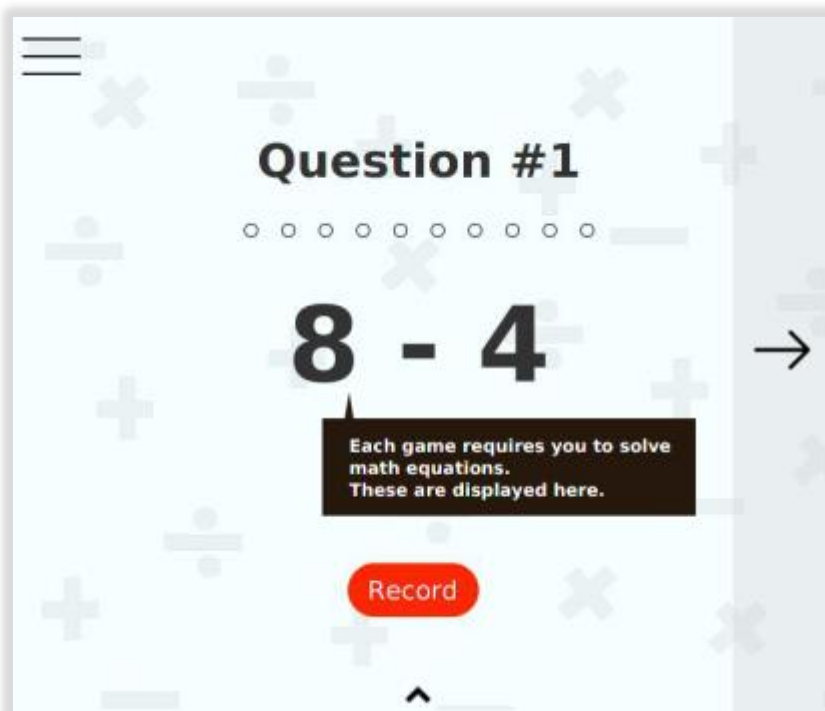 Question #1
8 - 4
Each game requires you to solve
math equations.
These are displayed here.
Record